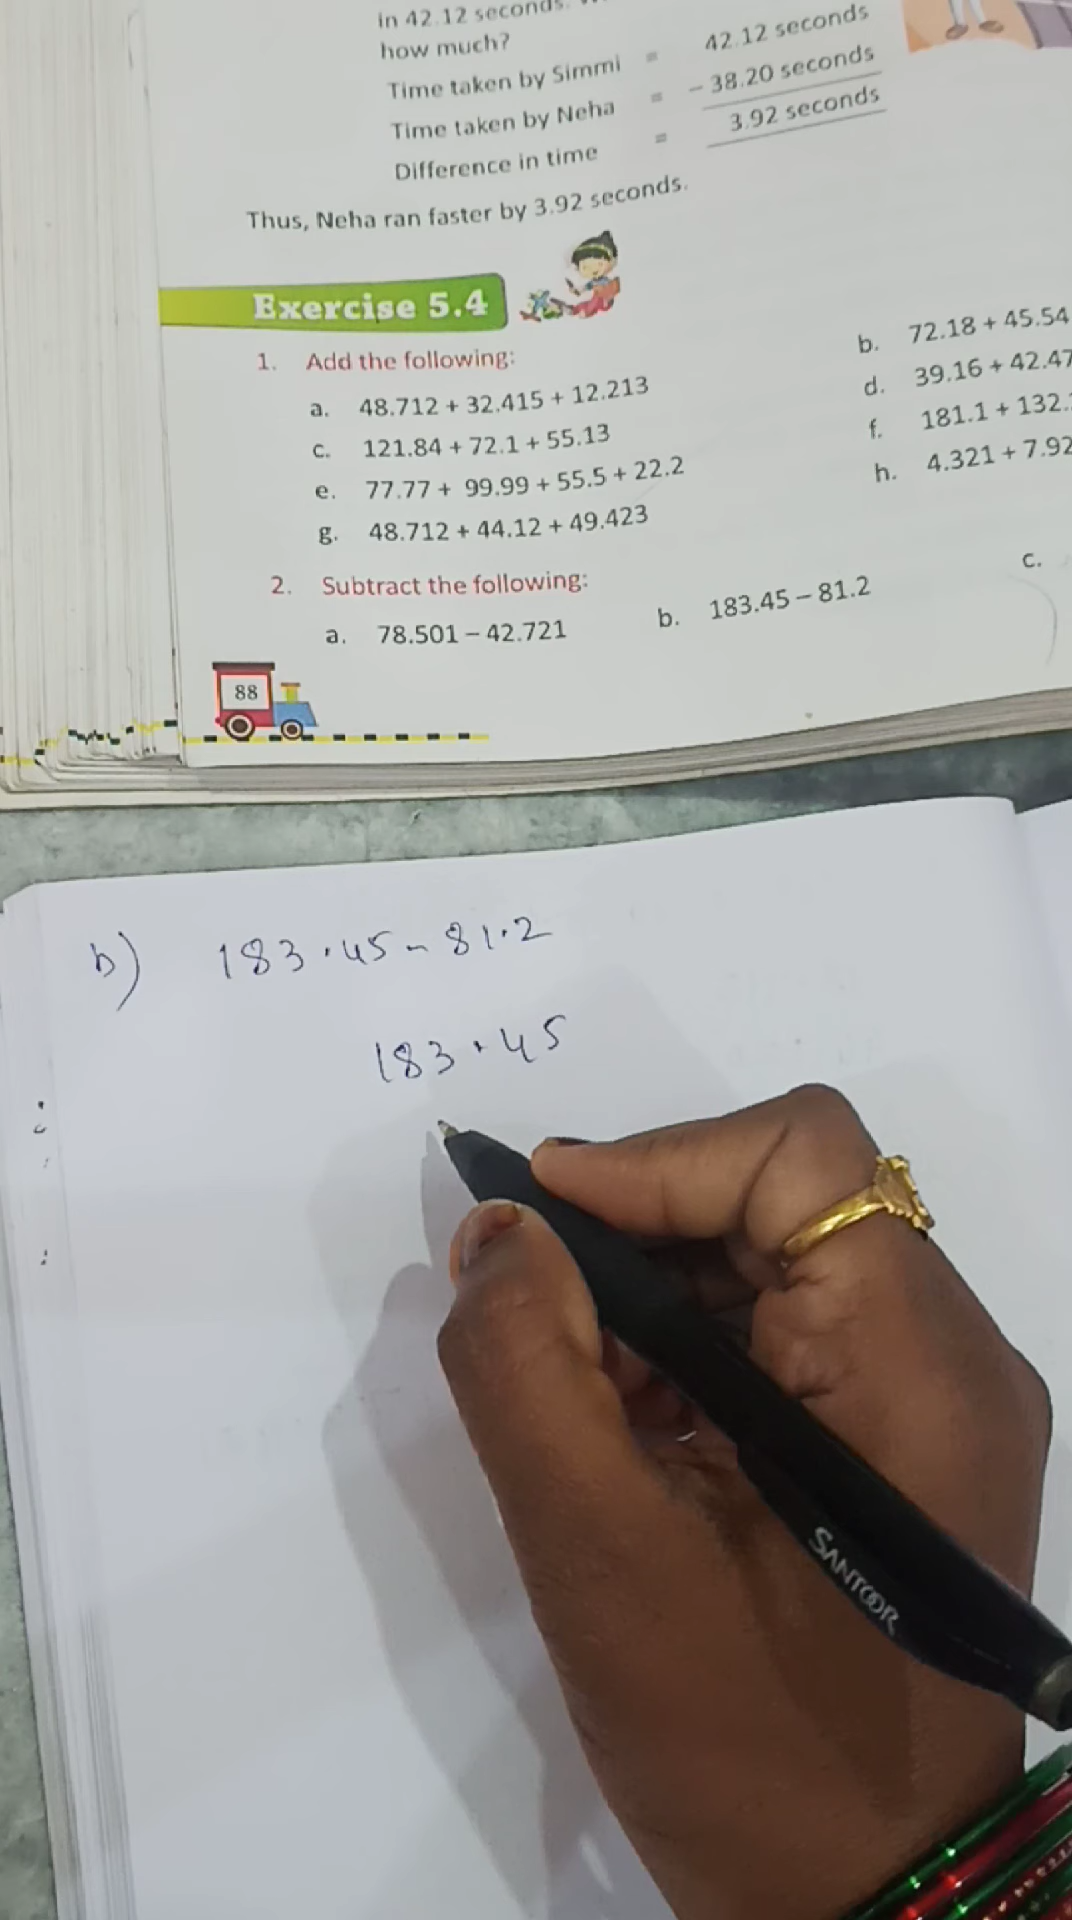 in 42.12 seconds.
how much?
Time taken by Simmi = 42.12 seconds
Time taken by Neha = - 38.20 seconds
Difference in time = 3.92 seconds
Thus, Neha ran faster by 3.92 seconds.
Exercise 5.4
1. Add the following:
a. 48.712 + 32.415 + 12.213
b. 72.18 + 45.54
c. 121.84 + 72.1 + 55.13
d. 39.16 + 42.47
e. 77.77 + 99.99 + 55.5 + 22.2
f. 181.1 + 132.
g. 48.712 + 44.12 + 49.423
h. 4.321 + 7.92
2. Subtract the following:
a. 78.501 – 42.721
b. 183.45 – 81.2
c.
88
b) 183.45 - 81.2
183.45
SANTOOR